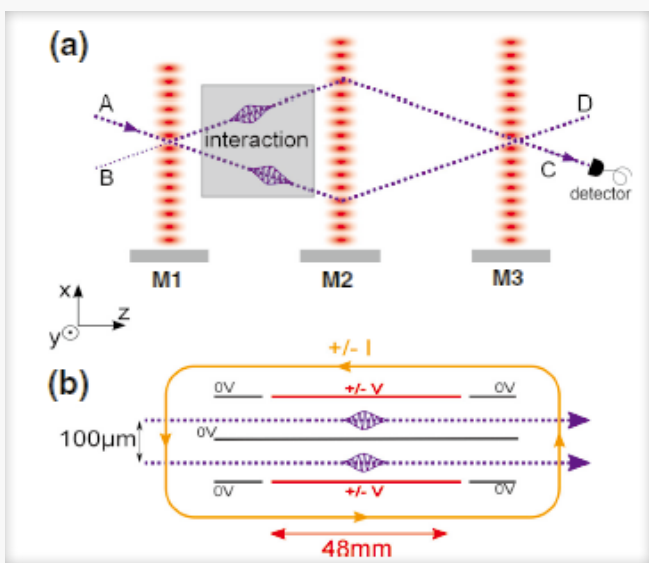 (a)
A
B
interaction
D
C
detector
M1
M2
M3
x
y
z
+/- I
(b)
0V
+/- V
0V
100μm
0V
0V
+/- V
0V
48mm